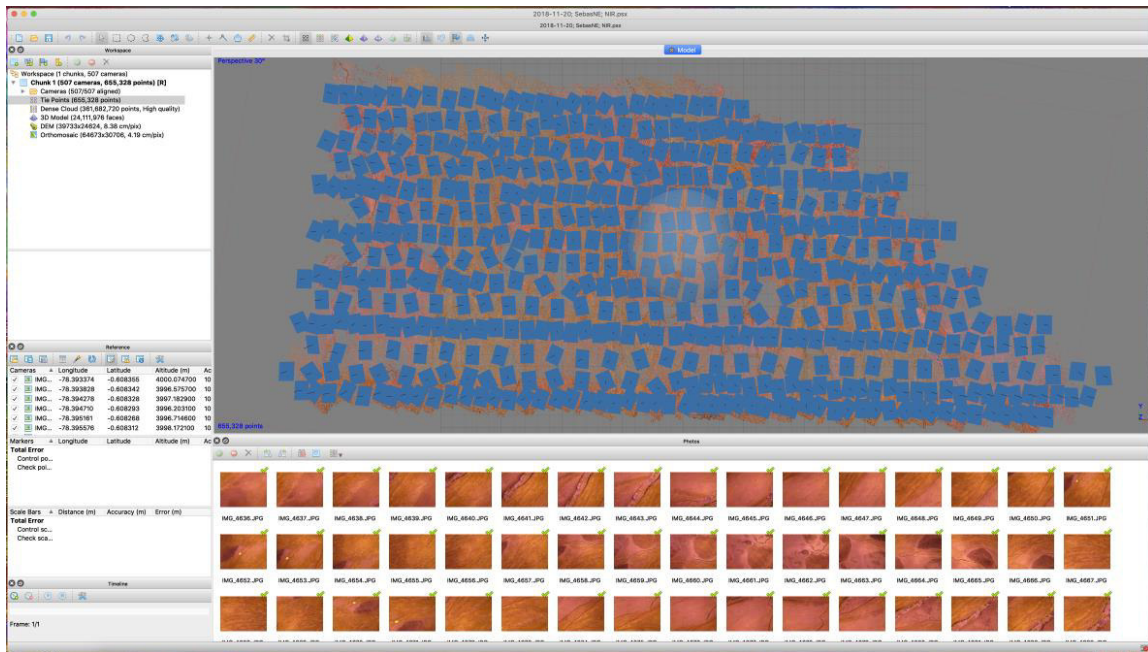 2018-11-20; SebasNE; NIR.psx
2018-11-20; SebasNE; NIR.psx
Workspace
Model
Workspace (1 chunks, 507 cameras)
Chunk 1 (507 cameras, 655,328 points) [R]
Cameras (507/507 aligned)
Tie Points (655,328 points)
Dense Cloud (361,682,720 points, High quality)
3D Model (24,111,976 faces)
DEM (39733x24624, 8.38 cm/pix)
Orthomosaic (64673x30706, 4.19 cm/pix)
Perspective 30°
Y
Z
655,328 points
Reference
Cameras Longitude Latitude Altitude (m) Ac
IMG... -78.393374 -0.608365 4000.074700 10
IMG... -78.393828 -0.608342 3996.575700 10
IMG... -78.394278 -0.608328 3997.182900 10
IMG... -78.394710 -0.608293 3996.203100 10
IMG... -78.395161 -0.608268 3996.714600 10
IMG... -78.395576 -0.608312 3998.172100 10
Markers Longitude Latitude Altitude (m) Ac
Total Error
Control po...
Check poi...
Scale Bars Distance (m) Accuracy (m) Error (m)
Total Error
Control sc...
Check sca...
Timeline
Frame: 1/1
Photos
IMG_4636.JPG IMG_4637.JPG IMG_4638.JPG IMG_4639.JPG IMG_4640.JPG IMG_4641.JPG IMG_4642.JPG IMG_4643.JPG IMG_4644.JPG IMG_4645.JPG IMG_4646.JPG IMG_4647.JPG IMG_4648.JPG IMG_4649.JPG IMG_4650.JPG IMG_4651.JPG
IMG_4652.JPG IMG_4653.JPG IMG_4654.JPG IMG_4655.JPG IMG_4656.JPG IMG_4657.JPG IMG_4658.JPG IMG_4659.JPG IMG_4660.JPG IMG_4661.JPG IMG_4662.JPG IMG_4663.JPG IMG_4664.JPG IMG_4665.JPG IMG_4666.JPG IMG_4667.JPG